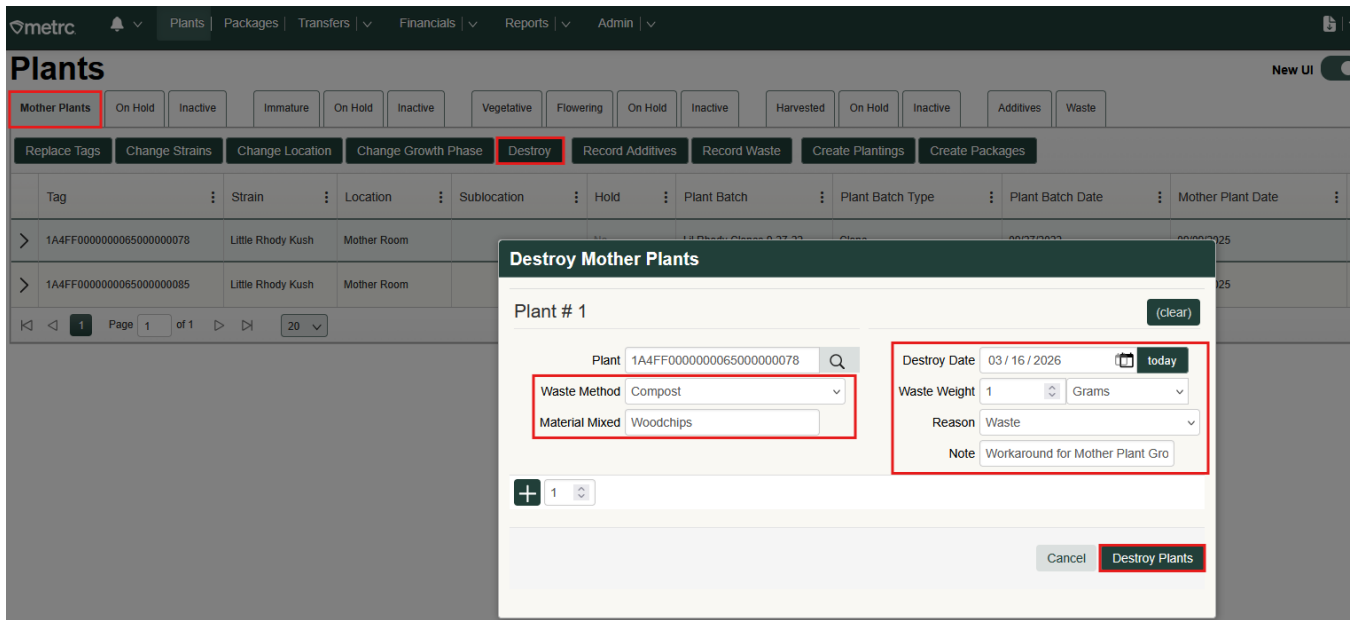 metrc Plants Packages Transfers Financials Reports Admin
Plants
New UI
Mother Plants On Hold Inactive Immature On Hold Inactive Vegetative Flowering On Hold Inactive Harvested On Hold Inactive Additives Waste
Replace Tags Change Strains Change Location Change Growth Phase Destroy Record Additives Record Waste Create Plantings Create Packages
Tag Strain Location Sublocation Hold Plant Batch Plant Batch Type Plant Batch Date Mother Plant Date
1A4FF0000000065000000078 Little Rhody Kush Mother Room
1A4FF0000000065000000085 Little Rhody Kush Mother Room
1 Page 1 of 1 20
Destroy Mother Plants
Plant # 1 (clear)
Plant 1A4FF0000000065000000078 Destroy Date 03 / 16 / 2026 today
Waste Method Compost Waste Weight 1 Grams
Material Mixed Woodchips Reason Waste
Note Workaround for Mother Plant Gro
1
Cancel Destroy Plants